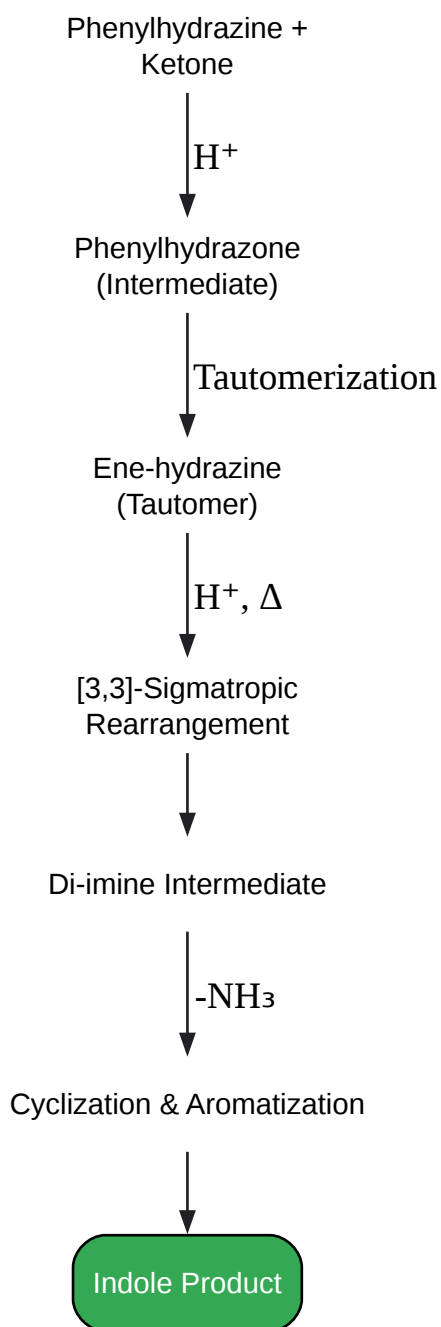 Phenylhydrazine +
Ketone
H⁺
Phenylhydrazone
(Intermediate)
Tautomerization
Ene-hydrazine
(Tautomer)
H⁺, Δ
[3,3]-Sigmatropic
Rearrangement
Di-imine Intermediate
-NH₃
Cyclization & Aromatization
Indole Product